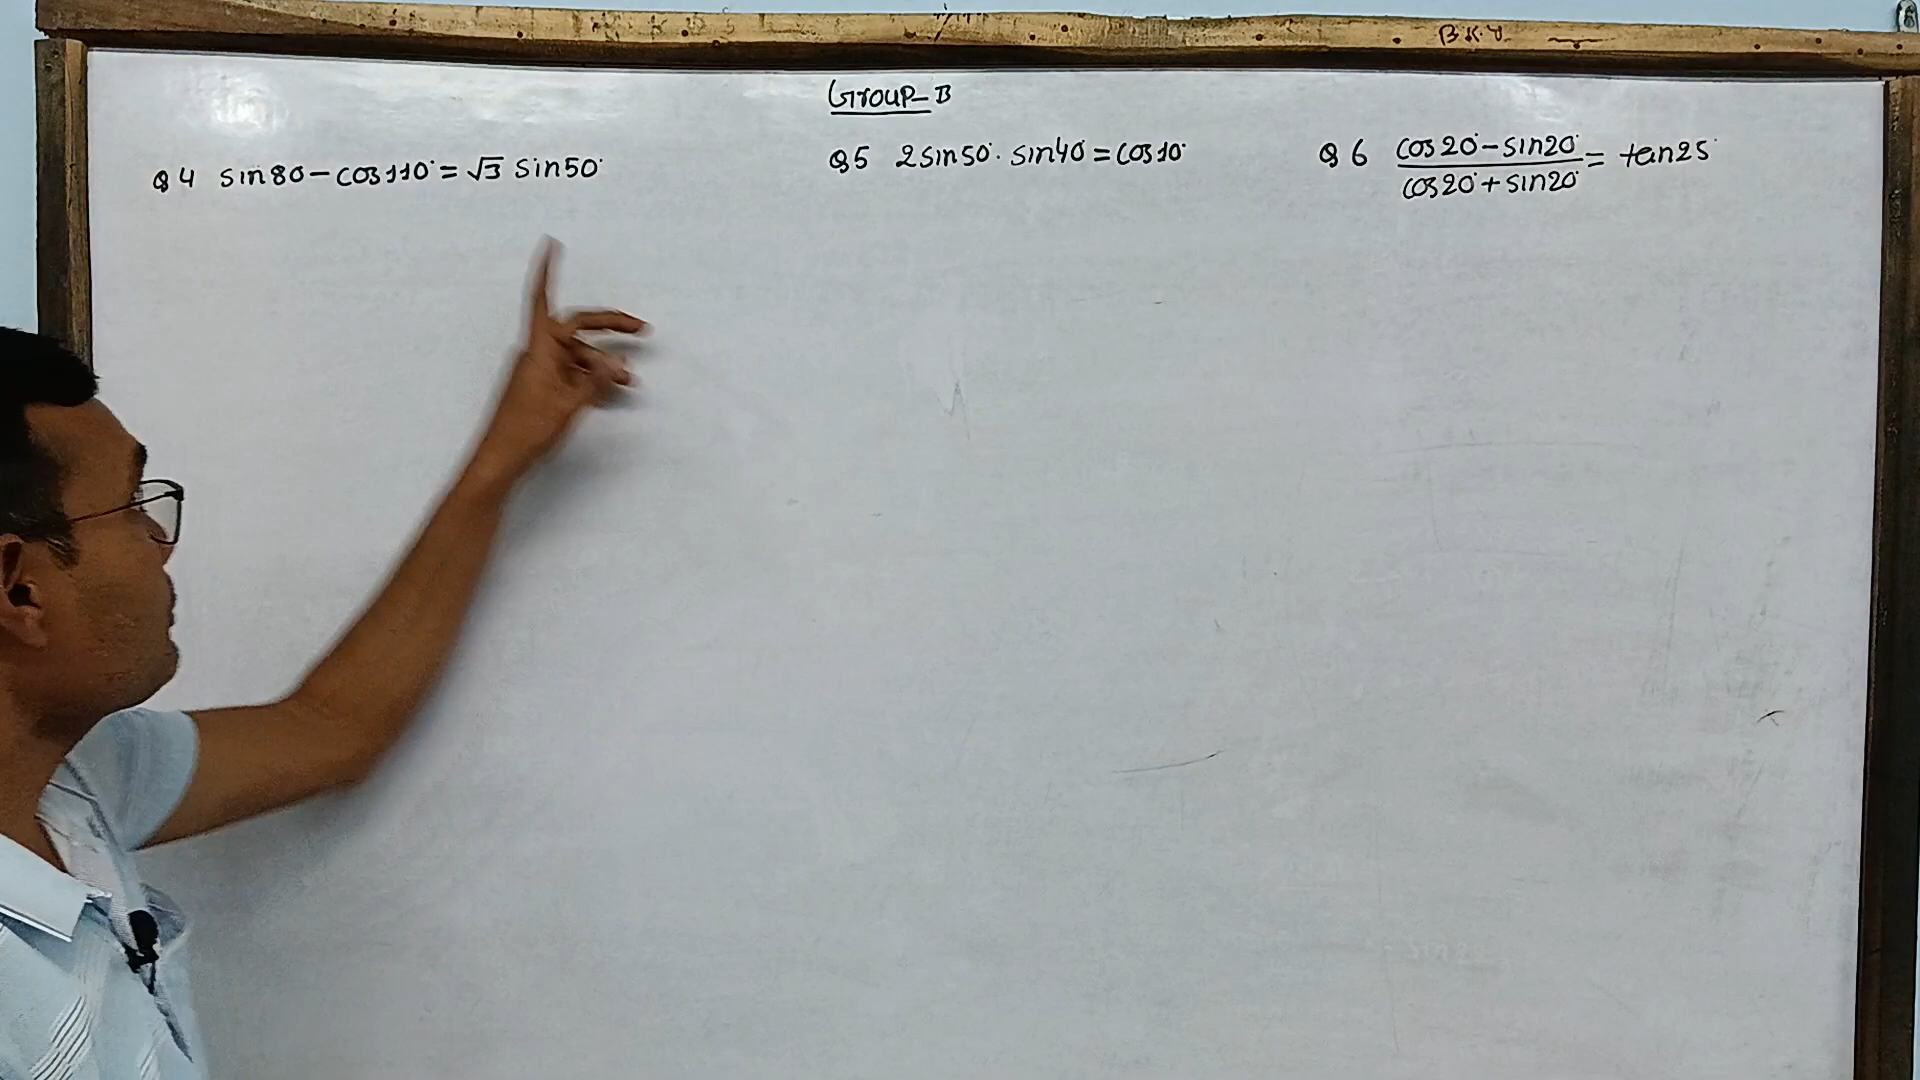 B.K.
Group-B
Q4 sin80-cos110°=√3 sin50°
Q5 2sin50°. sin40=cos10°
Q6 cos20°-sin20°/cos20°+sin20° = tan25°